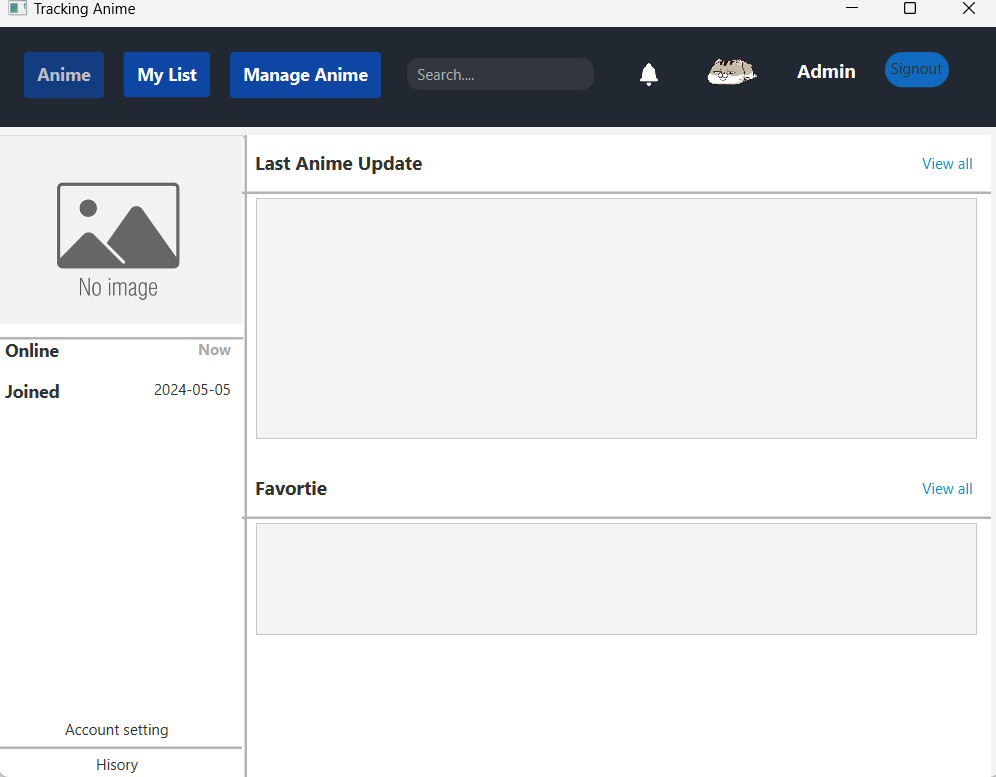 Tracking Anime
Anime My List Manage Anime Search.... Admin Signout
No image
Online Now
Joined 2024-05-05
Account setting
Hisory
Last Anime Update View all
Favortie View all